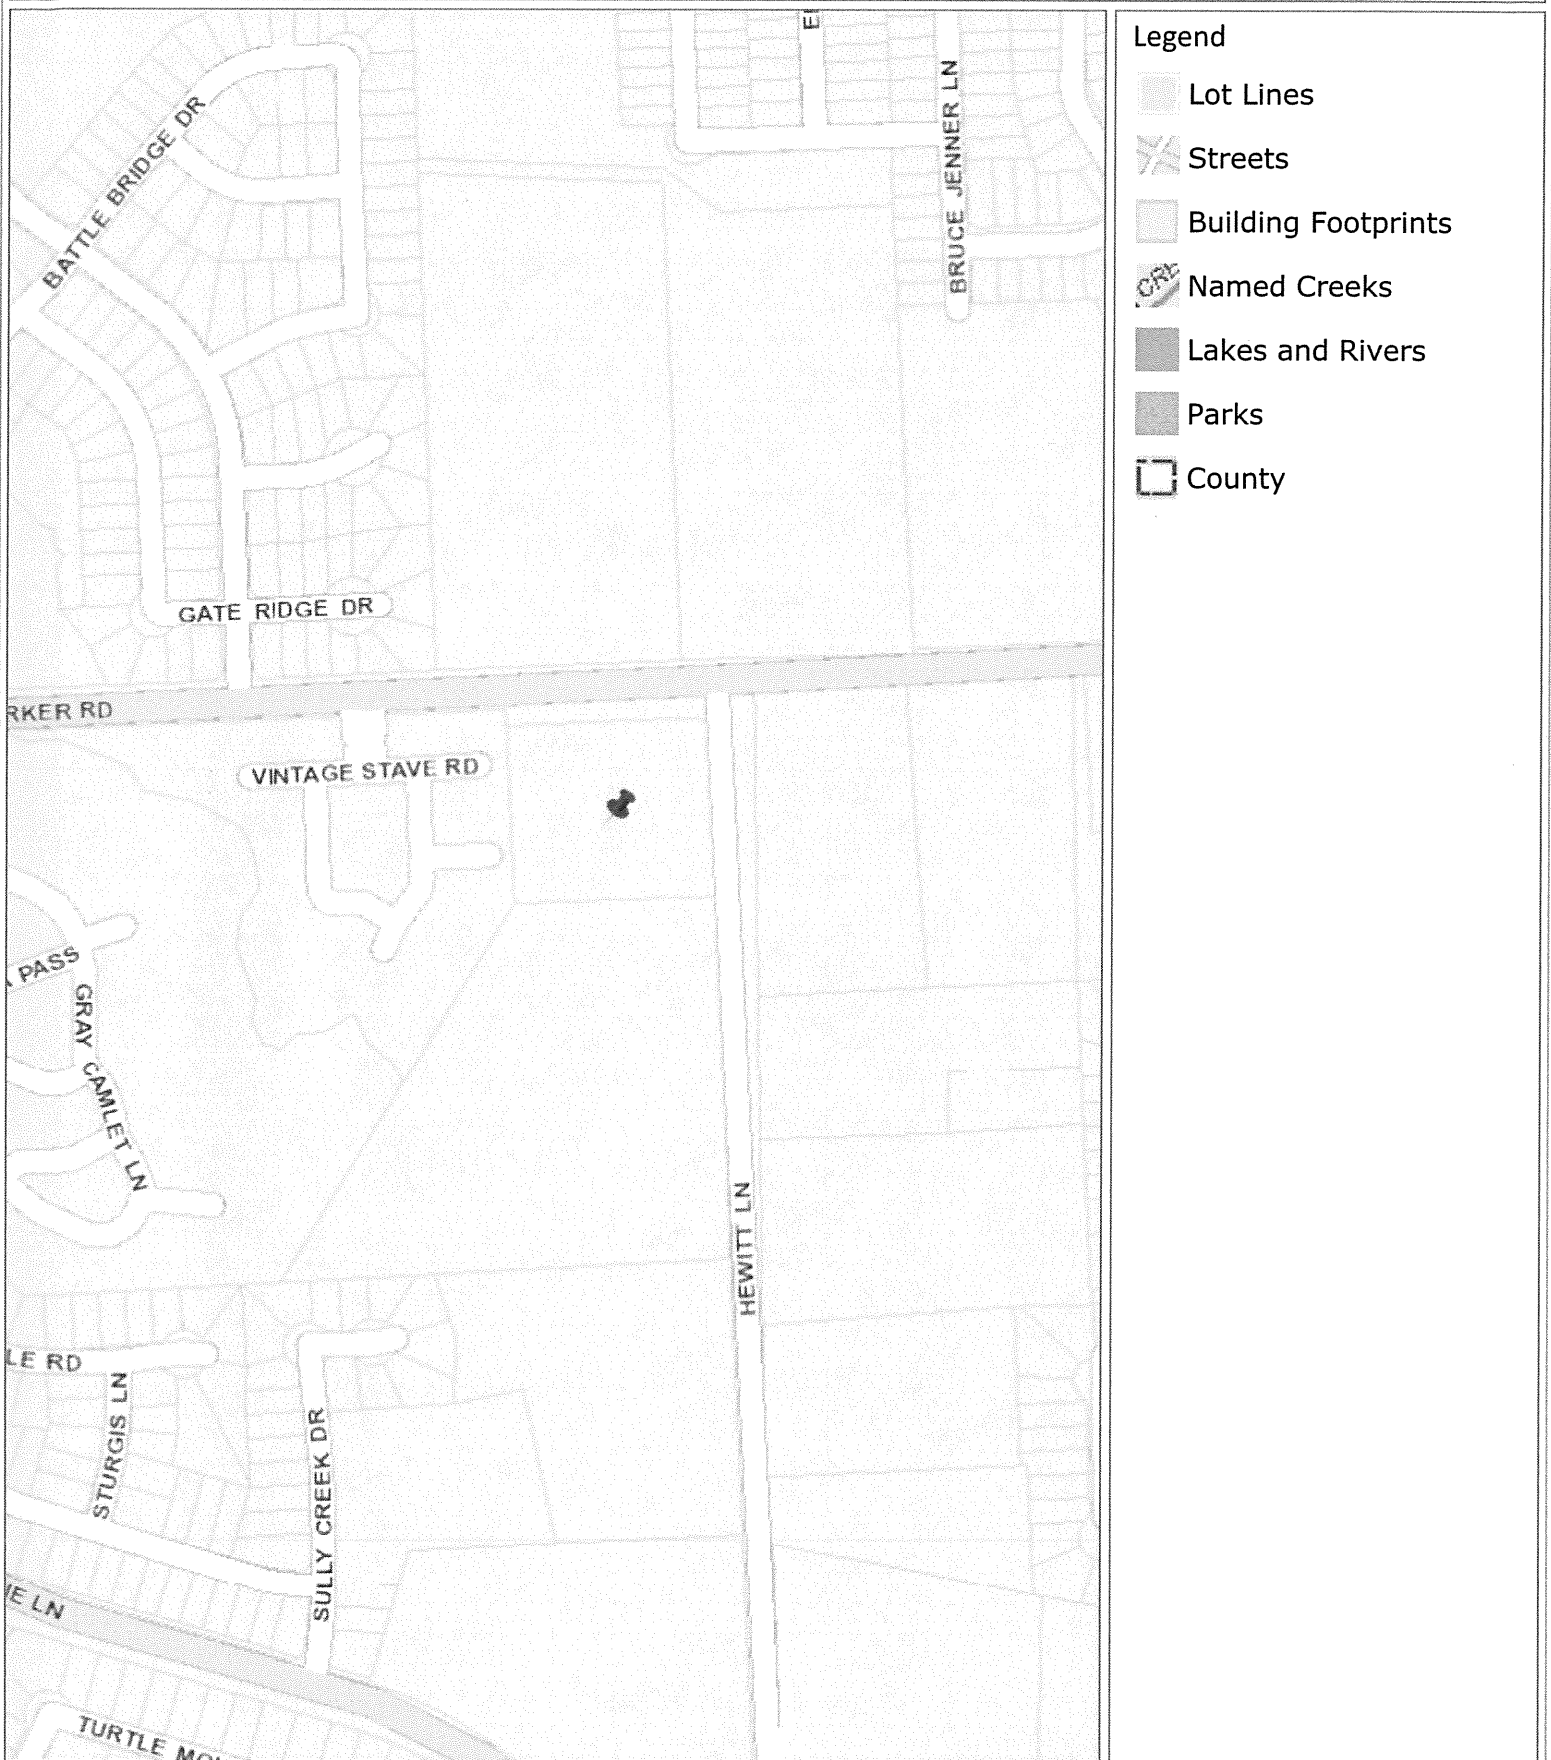 BATTLE BRIDGE DR
BRUCE JENNER LN
GATE RIDGE DR
RKER RD
VINTAGE STAVE RD
PASS
GRAY CAMLET LN
HEWITT LN
LE RD
STURGIS LN
SULLY CREEK DR
E LN
TURTLE MO
Legend
Lot Lines
Streets
Building Footprints
CRE
Named Creeks
Lakes and Rivers
Parks
County